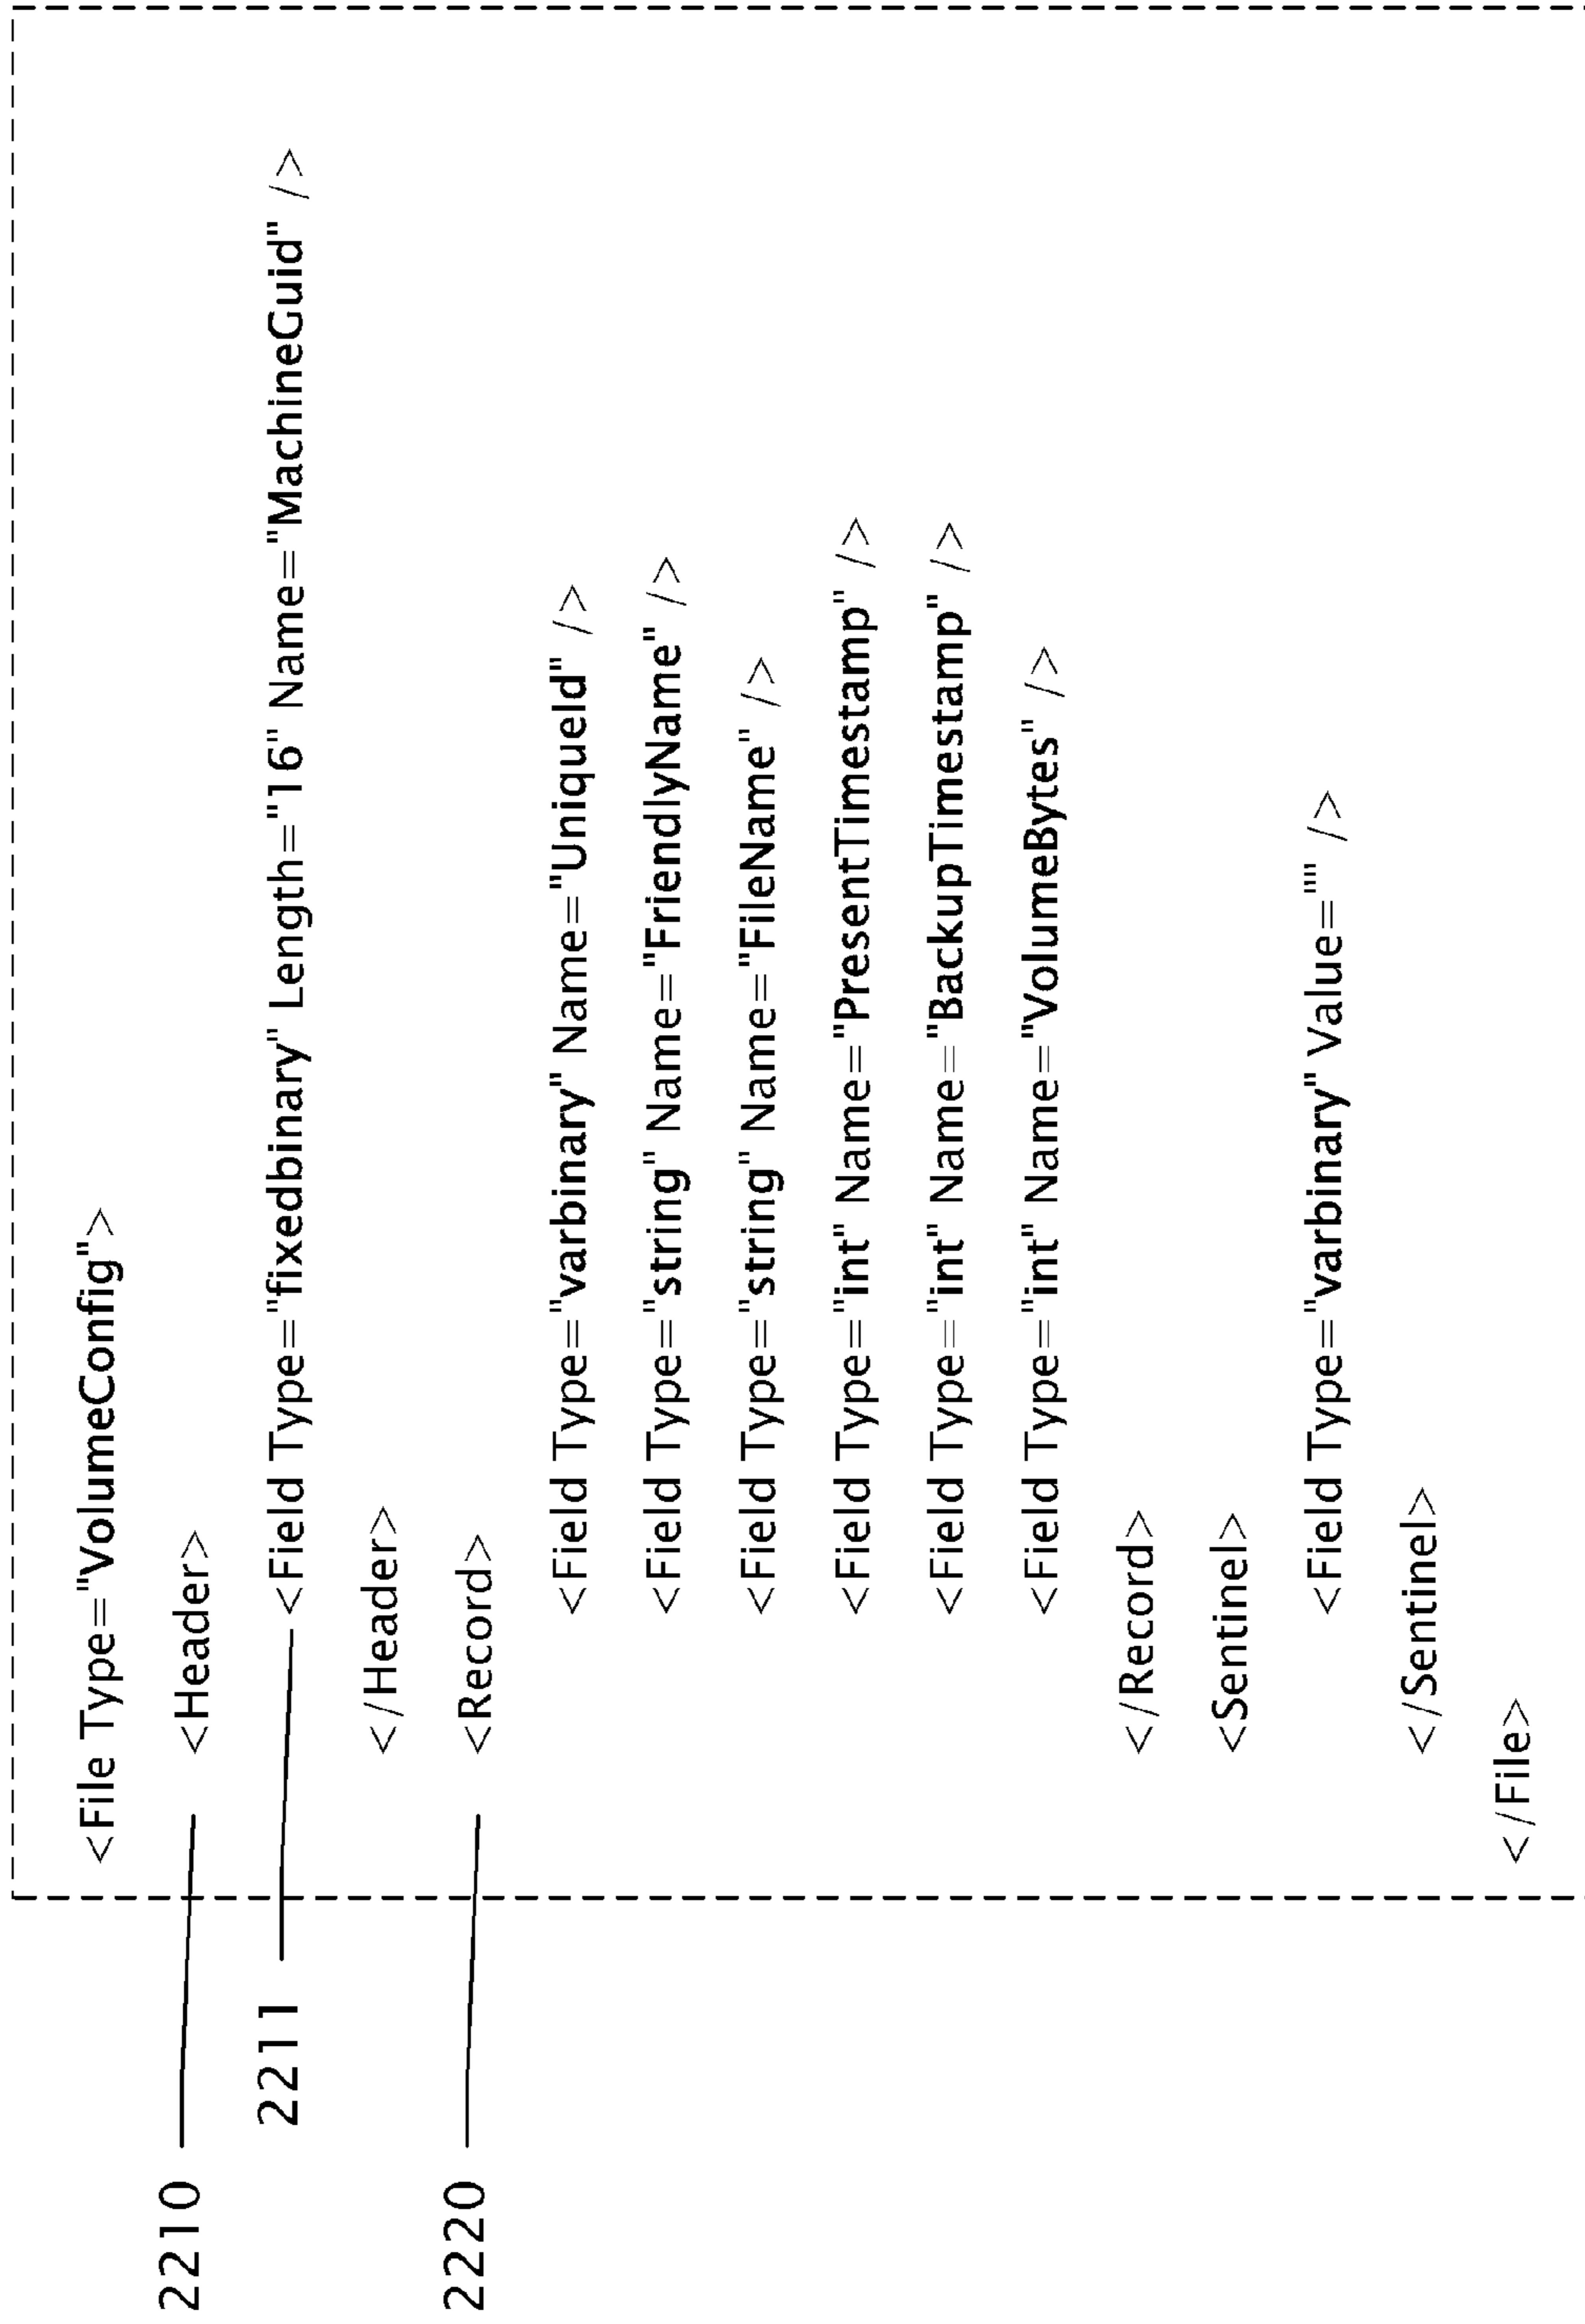 <File Type="VolumeConfig">
2210 <Header>
2211 <Field Type="fixedbinary" Length="16" Name="MachineGuid" />
</Header>
2220 <Record>
<Field Type="varbinary" Name="UniqueId" />
<Field Type="string" Name="FriendlyName" />
<Field Type="string" Name="FileName" />
<Field Type="int" Name="PresentTimestamp" />
<Field Type="int" Name="BackupTimestamp" />
<Field Type="int" Name="VolumeBytes" />
</Record>
<Sentinel>
<Field Type="varbinary" Value="" />
</Sentinel>
</File>